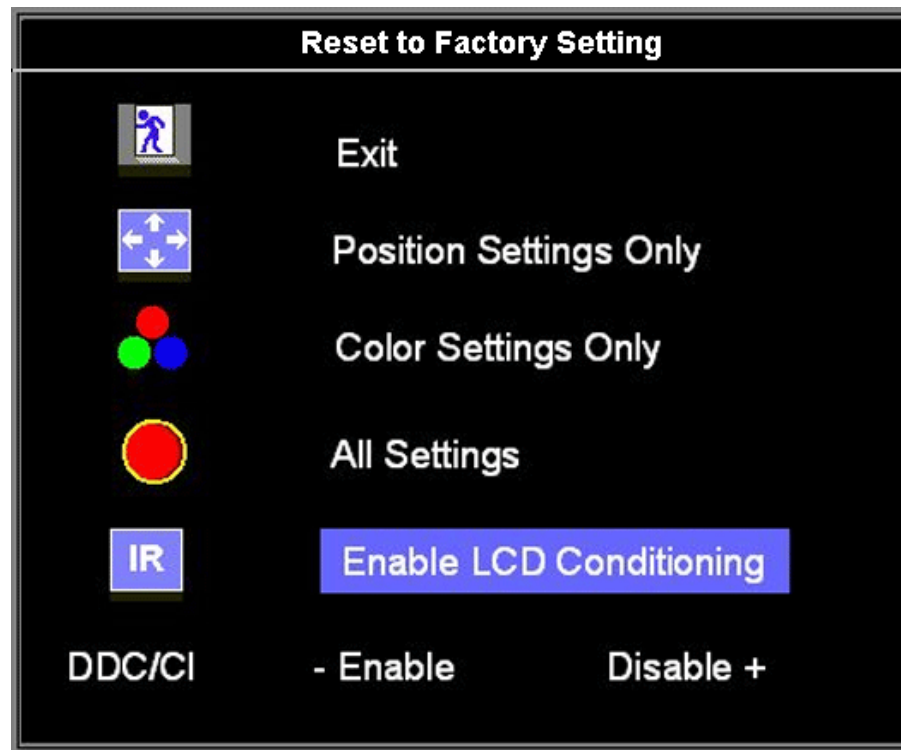 Reset to Factory Setting
Exit
Position Settings Only
Color Settings Only
All Settings
IR Enable LCD Conditioning
DDC/CI - Enable Disable +